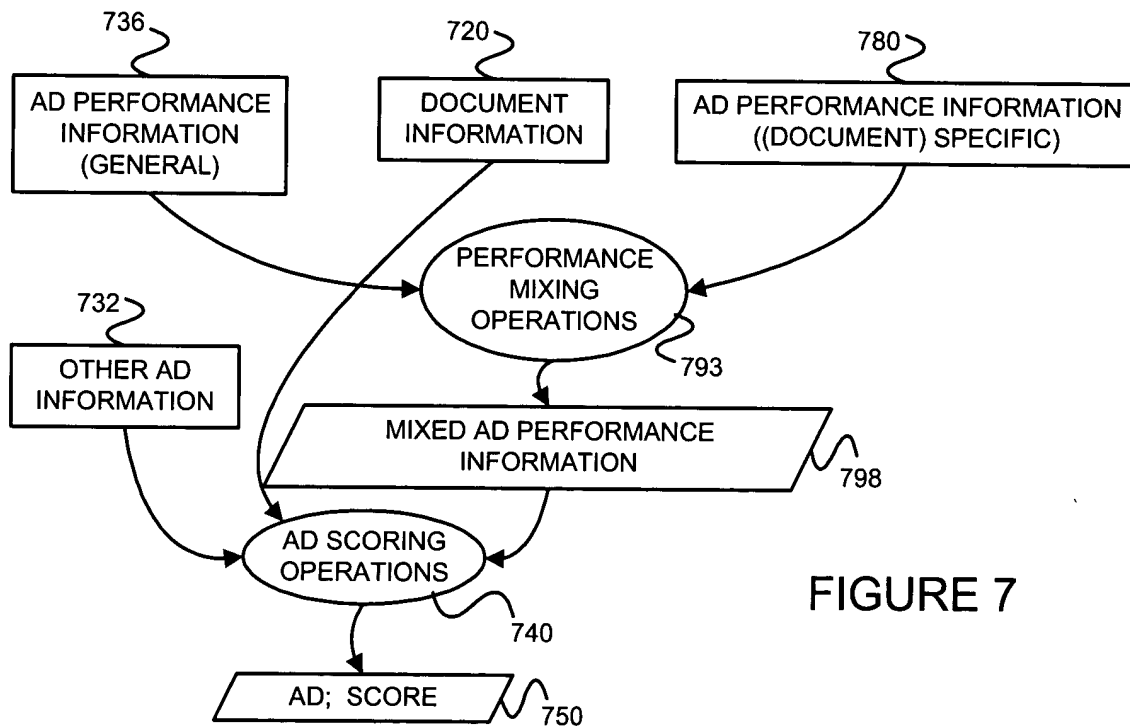 736
720
780
AD PERFORMANCE
INFORMATION
(GENERAL)
DOCUMENT
INFORMATION
AD PERFORMANCE INFORMATION
((DOCUMENT) SPECIFIC)
PERFORMANCE
MIXING
OPERATIONS
793
732
OTHER AD
INFORMATION
MIXED AD PERFORMANCE
INFORMATION
798
AD SCORING
OPERATIONS
740
FIGURE 7
AD; SCORE
750